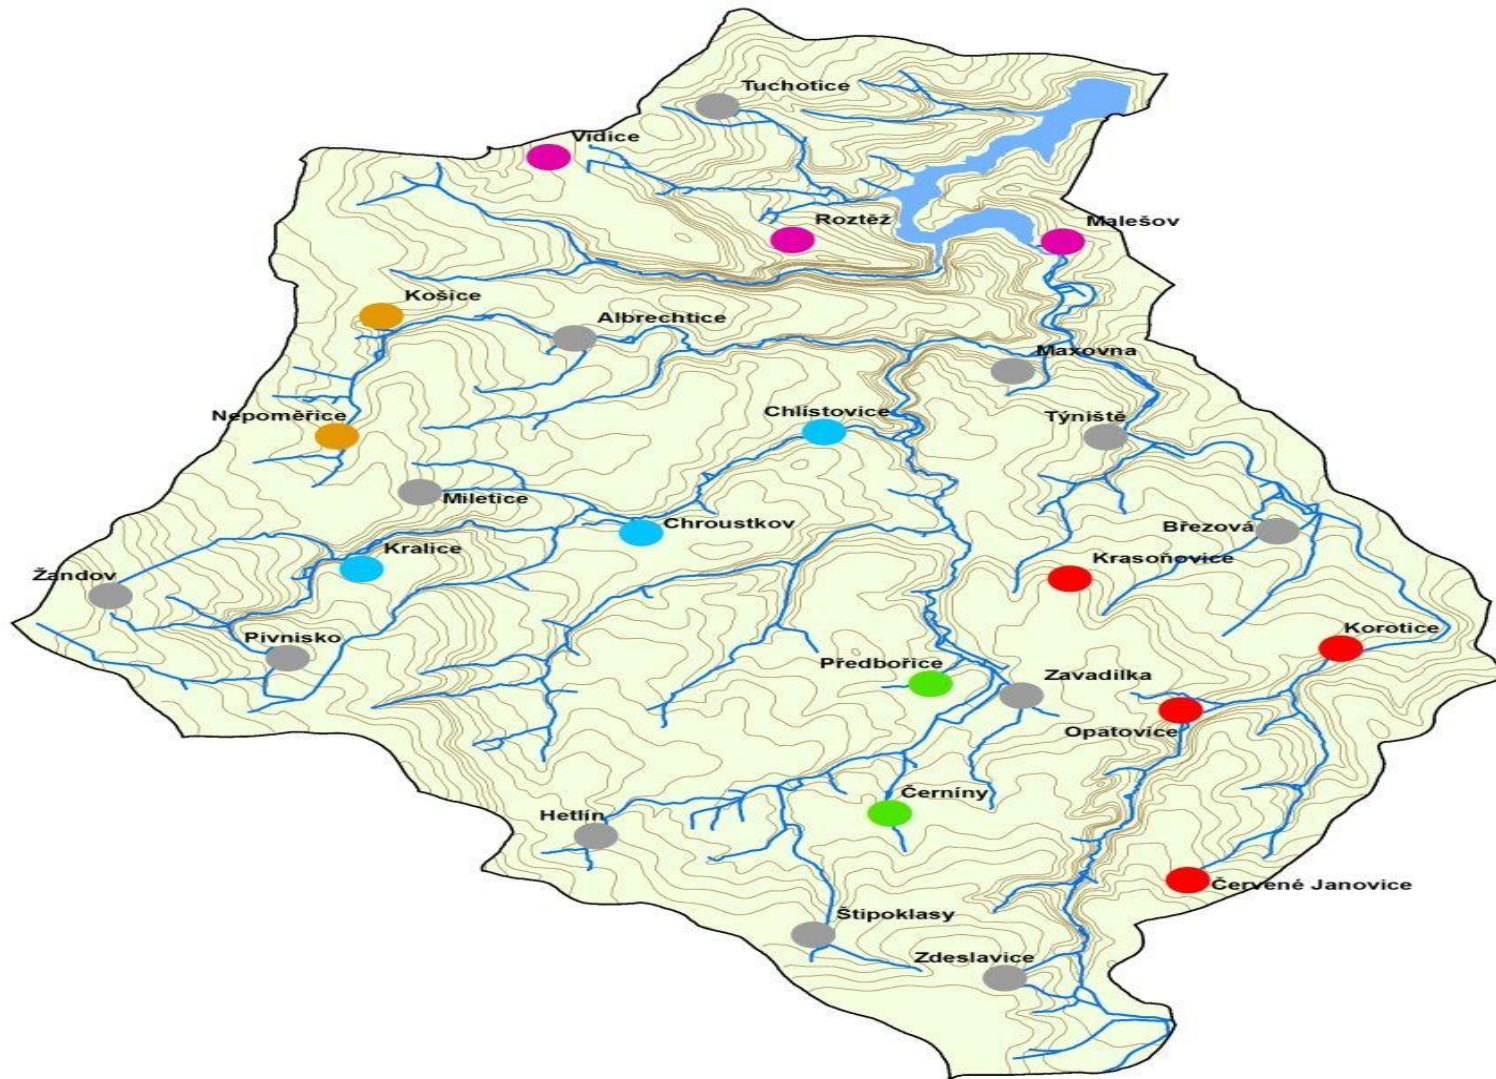 Tuchotice
Vidice
Roztěž
Malešov
Košice
Albrechtice
Maxovna
Nepoměřice
Chlístovice
Týniště
Miletice
Chroustkov
Březová
Kralice
Krasoňovice
Žandov
Pivnisko
Korotice
Předbořice
Zavadilka
Opatovice
Hetlín
Černíny
Červené Janovice
Štipoklasy
Zdeslavice